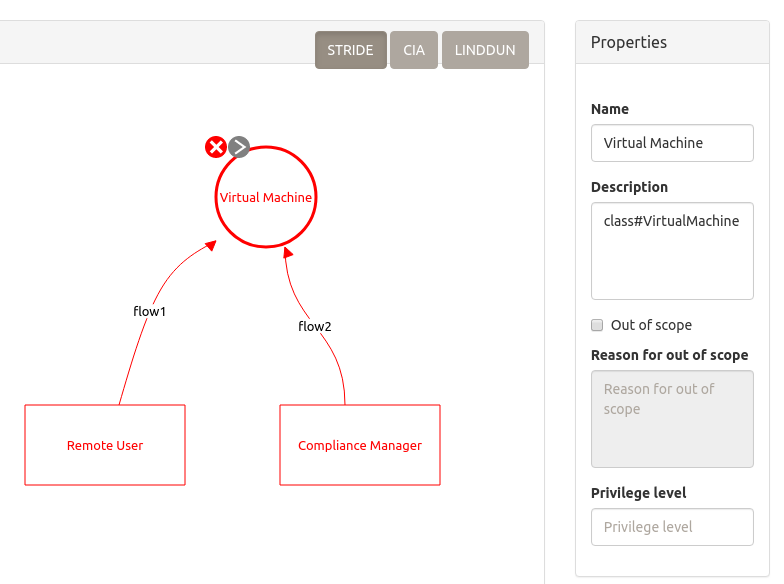 STRIDE CIA LINDDUN
Virtual Machine
flow1
flow2
Remote User
Compliance Manager
Properties
Name
Virtual Machine
Description
class#VirtualMachine
Out of scope
Reason for out of scope
Reason for out of
scope
Privilege level
Privilege level